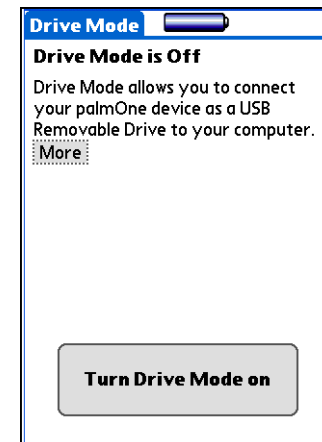 Drive Mode
Drive Mode is Off
Drive Mode allows you to connect
your palmOne device as a USB
Removable Drive to your computer.
More
Turn Drive Mode on